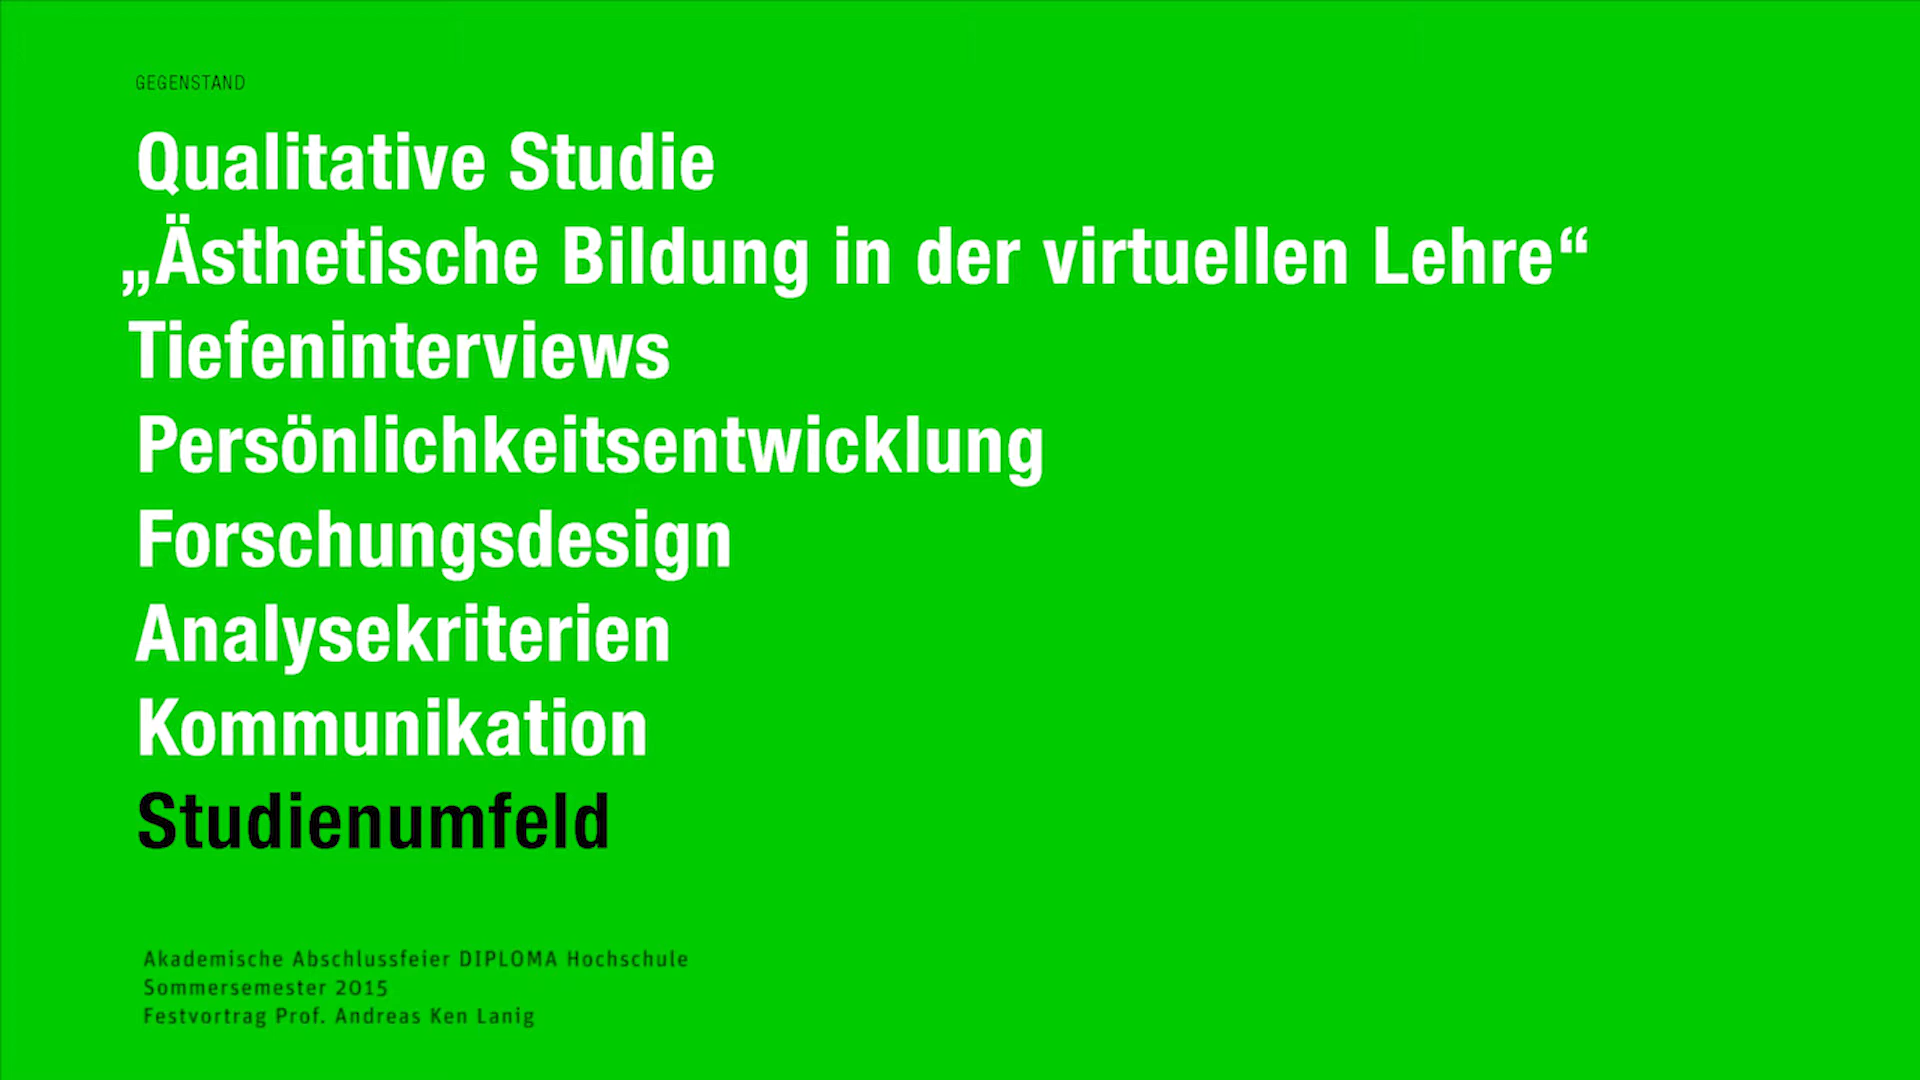 GEGENSTAND
Qualitative Studie
„Ästhetische Bildung in der virtuellen Lehre“
Tiefeninterviews
Persönlichkeitsentwicklung
Forschungsdesign
Analysekriterien
Kommunikation
Studienumfeld
Akademische Abschlussfeier DIPLOMA Hochschule
Sommersemester 2015
Festvortrag Prof. Andreas Ken Lanig